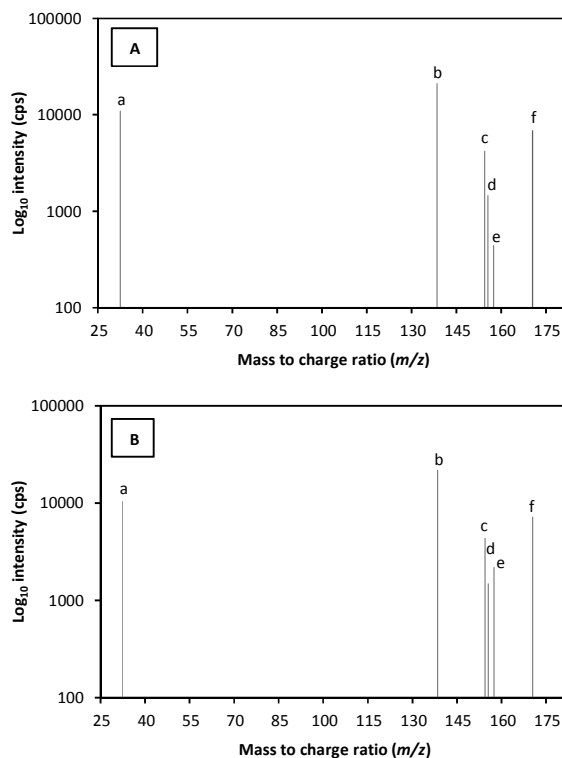 100000
A
b
a
10000
f
c
d
1000
e
100
25 40 55 70 85 100 115 130 145 160 175
Log₁₀ intensity (cps)
Mass to charge ratio (m/z)
100000
B
b
a
10000
f
c
d
e
1000
100
25 40 55 70 85 100 115 130 145 160 175
Log₁₀ intensity (cps)
Mass to charge ratio (m/z)